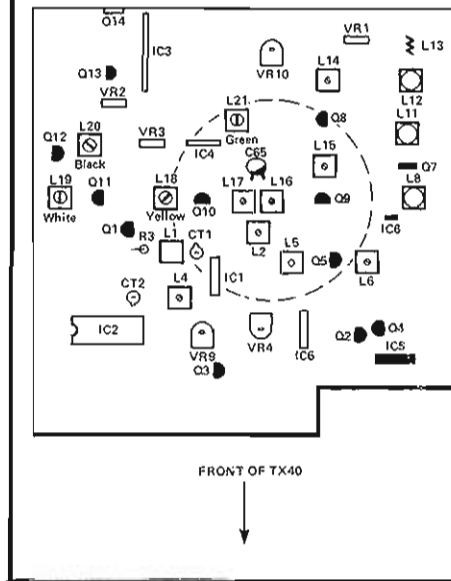 Q14
IC3
VR1
L13
Q13
VR10
L14
VR2
L12
L21
L11
Q8
Green
Q12
L20
VR3
IC4
C65
L15
Q7
Black
L19
Q11
L18
L17
L16
L8
Q10
Q9
White
Yellow
IC6
Q1
L1
CT1
R3
L2
L5
Q5
L6
IC1
CT2
L4
IC2
VR9
VR4
IC6
Q2
Q4
IC5
Q3
FRONT OF TX40